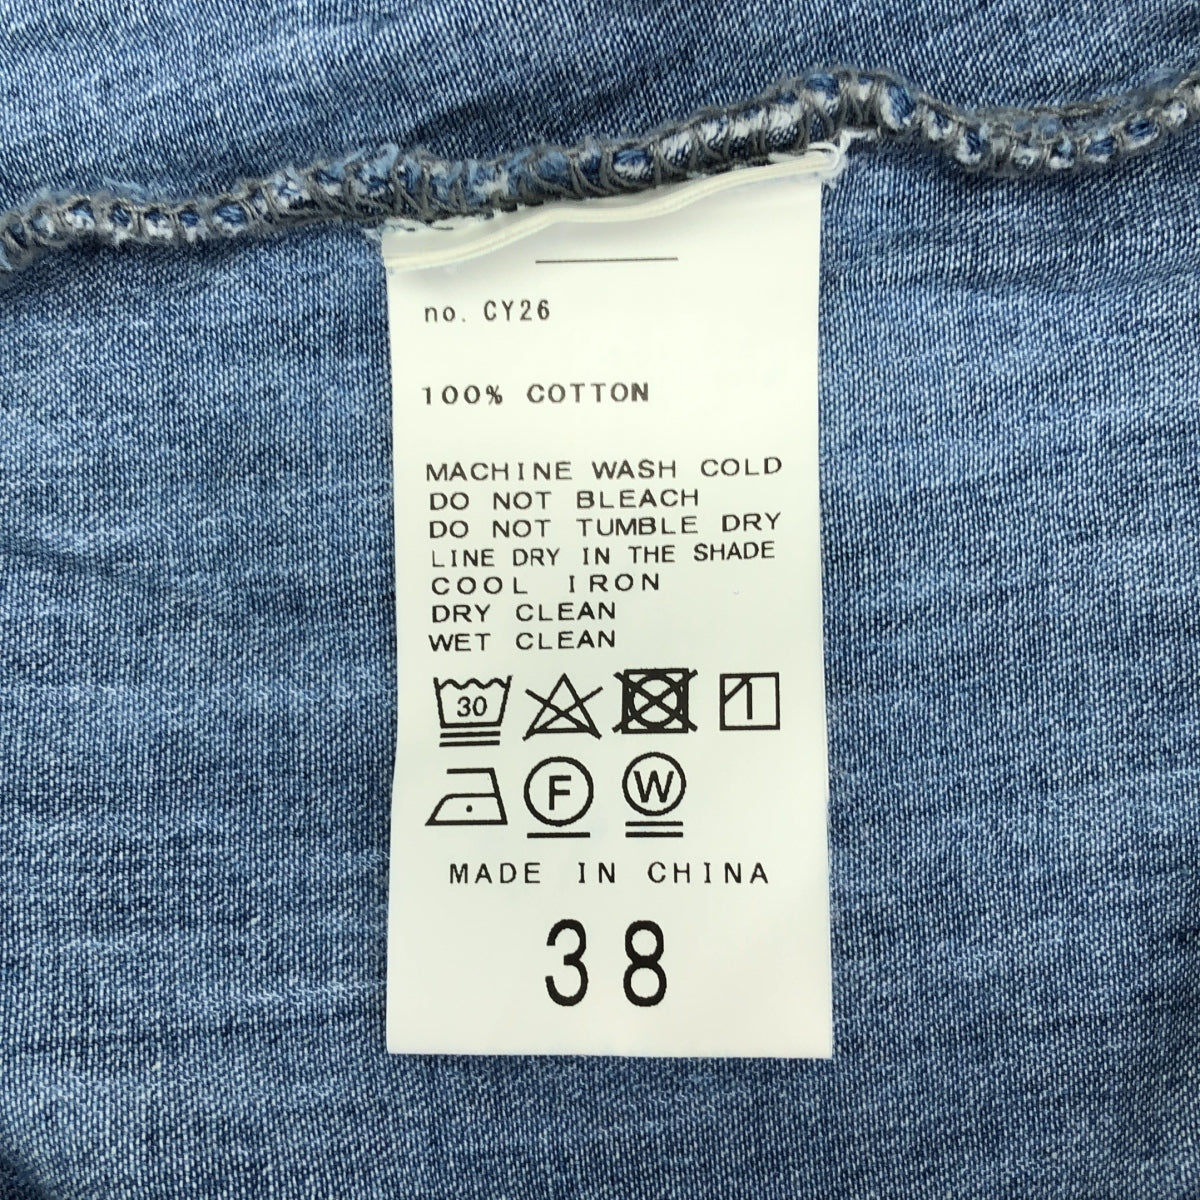 no. CY26
100% COTTON
MACHINE WASH COLD
DO NOT BLEACH
DO NOT TUMBLE DRY
LINE DRY IN THE SHADE
COOL IRON
DRY CLEAN
WET CLEAN
30
F W
MADE IN CHINA
38